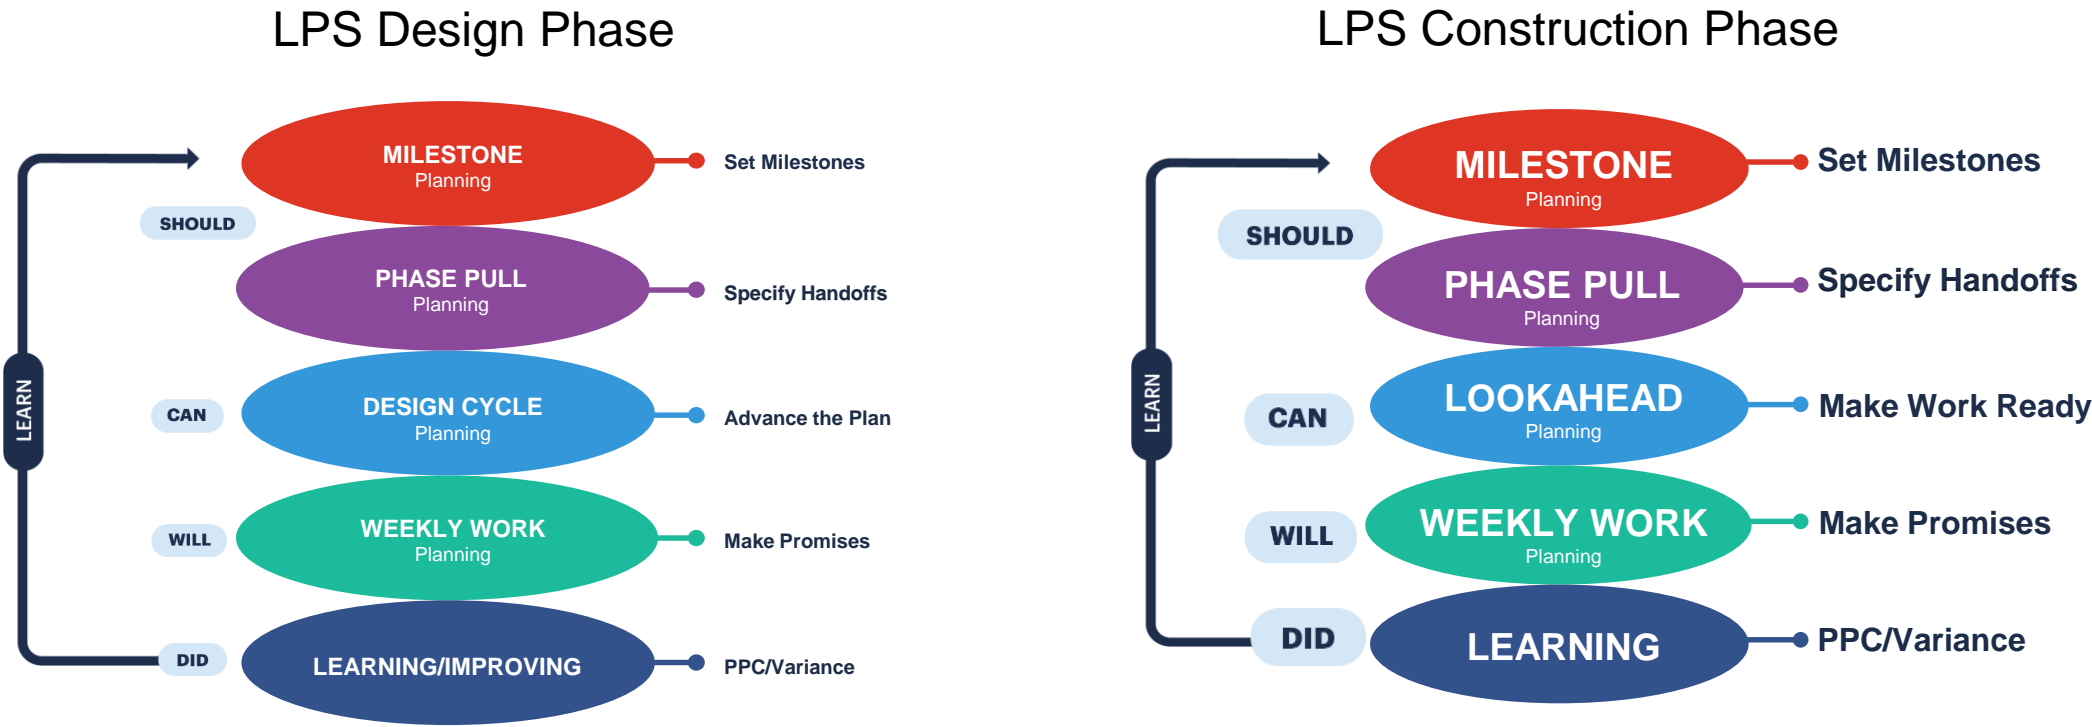 LPS Design Phase
MILESTONE
Planning
Set Milestones
SHOULD
PHASE PULL
Planning
Specify Handoffs
LEARN
CAN
DESIGN CYCLE
Planning
Advance the Plan
WILL
WEEKLY WORK
Planning
Make Promises
DID
LEARNING/IMPROVING
PPC/Variance
LPS Construction Phase
MILESTONE
Planning
Set Milestones
SHOULD
PHASE PULL
Planning
Specify Handoffs
LEARN
CAN
LOOKAHEAD
Planning
Make Work Ready
WILL
WEEKLY WORK
Planning
Make Promises
DID
LEARNING
PPC/Variance